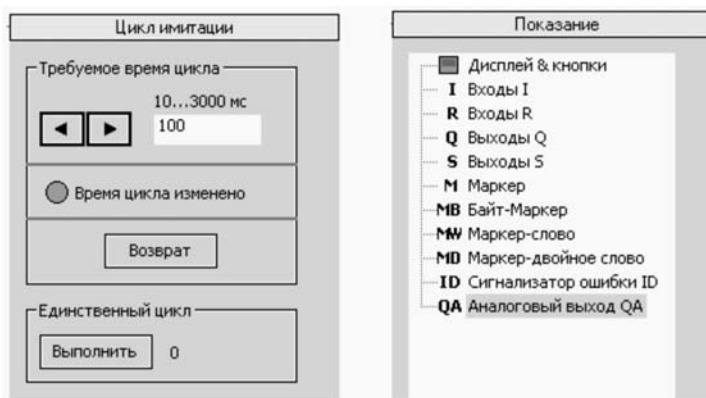 Цикл имитации
Требуемое время цикла
10...3000 мс
100
Время цикла изменено
Возврат
Единственный цикл
Выполнить 0
Показание
Дисплей & кнопки
I Входы I
R Входы R
Q Выходы Q
S Выходы S
M Маркер
MB Байт-Маркер
MW Маркер-слово
MD Маркер-двойное слово
ID Сигнализатор ошибки ID
QA Аналоговый выход QA